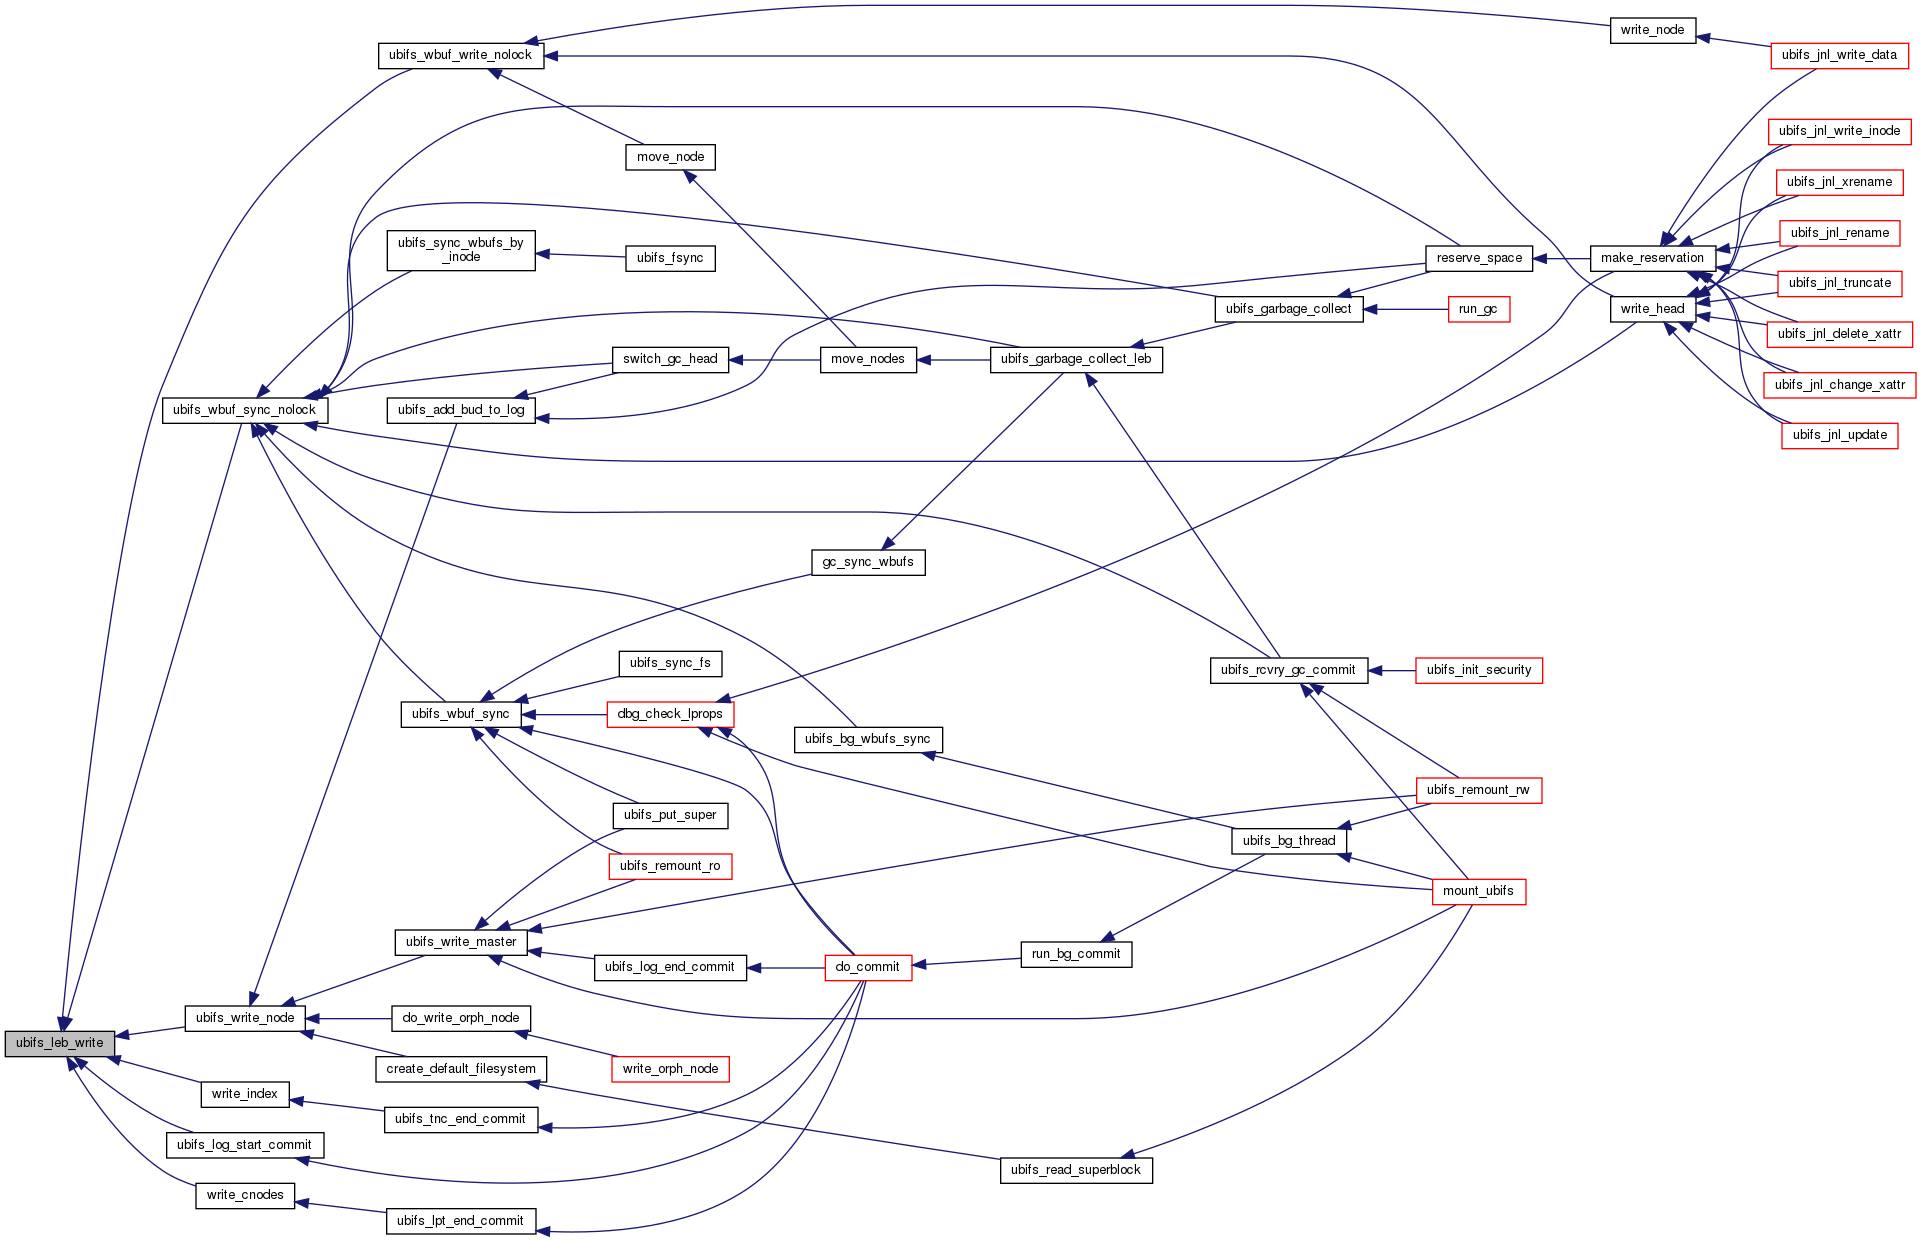 write_node
ubifs_wbuf_write_nolock
ubifs_jnl_write_data
ubifs_jnl_write_inode
move_node
ubifs_jnl_xrename
ubifs_jnl_rename
ubifs_sync_wbufs_by
_inode
ubifs_fsync
reserve_space
make_reservation
ubifs_jnl_truncate
ubifs_garbage_collect
run_gc
write_head
ubifs_jnl_delete_xattr
switch_gc_head
move_nodes
ubifs_garbage_collect_leb
ubifs_jnl_change_xattr
ubifs_wbuf_sync_nolock
ubifs_add_bud_to_log
ubifs_jnl_update
gc_sync_wbufs
ubifs_sync_fs
ubifs_rcvry_gc_commit
ubifs_init_security
ubifs_wbuf_sync
dbg_check_lprops
ubifs_bg_wbufs_sync
ubifs_remount_rw
ubifs_put_super
ubifs_bg_thread
ubifs_remount_ro
mount_ubifs
ubifs_write_master
run_bg_commit
ubifs_log_end_commit
do_commit
ubifs_write_node
do_write_orph_node
ubifs_leb_write
create_default_filesystem
write_orph_node
write_index
ubifs_tnc_end_commit
ubifs_log_start_commit
ubifs_read_superblock
write_cnodes
ubifs_lpt_end_commit